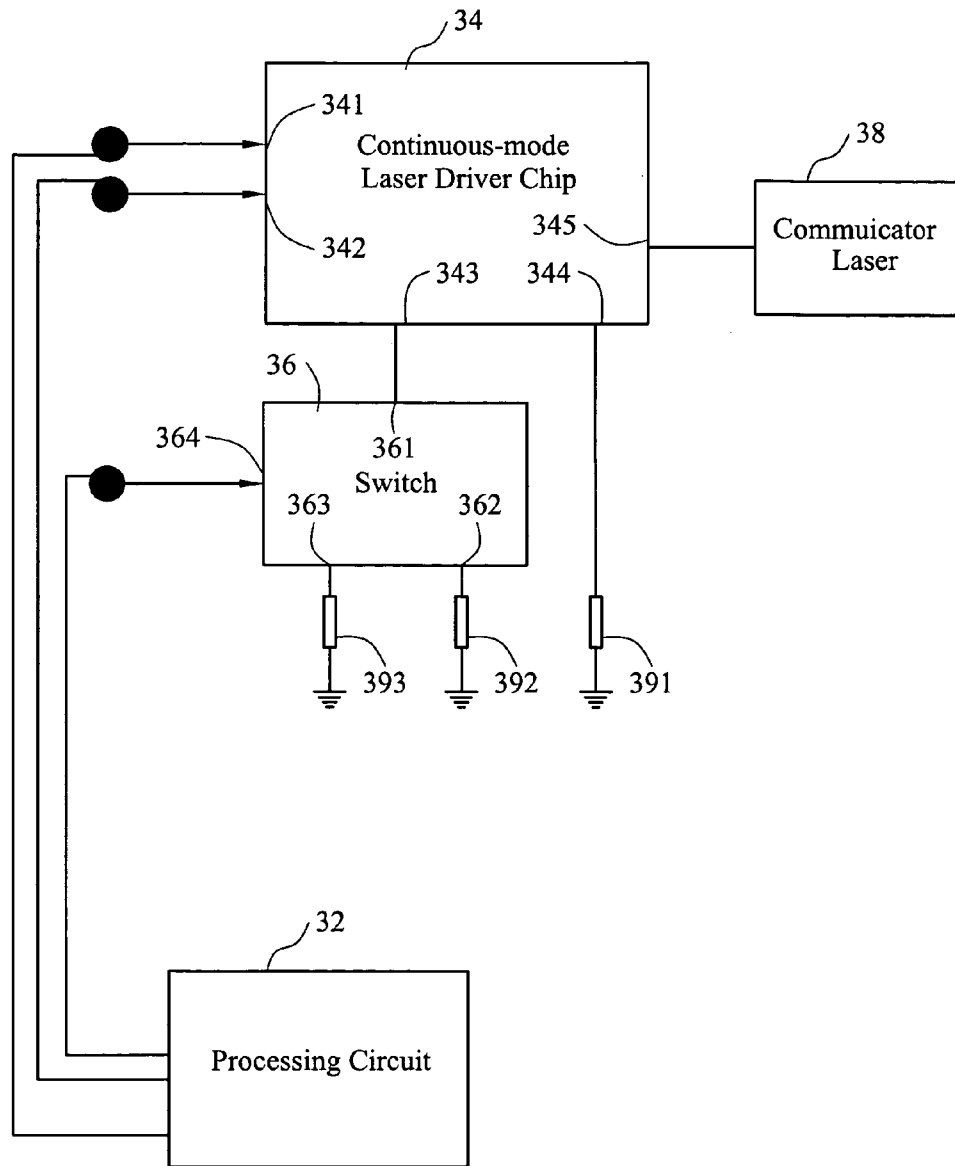 34
341
Continuous-mode
Laser Driver Chip
38
342
345
Commuicator
Laser
343
344
36
364
361
Switch
363
362
393
392
391
32
Processing Circuit